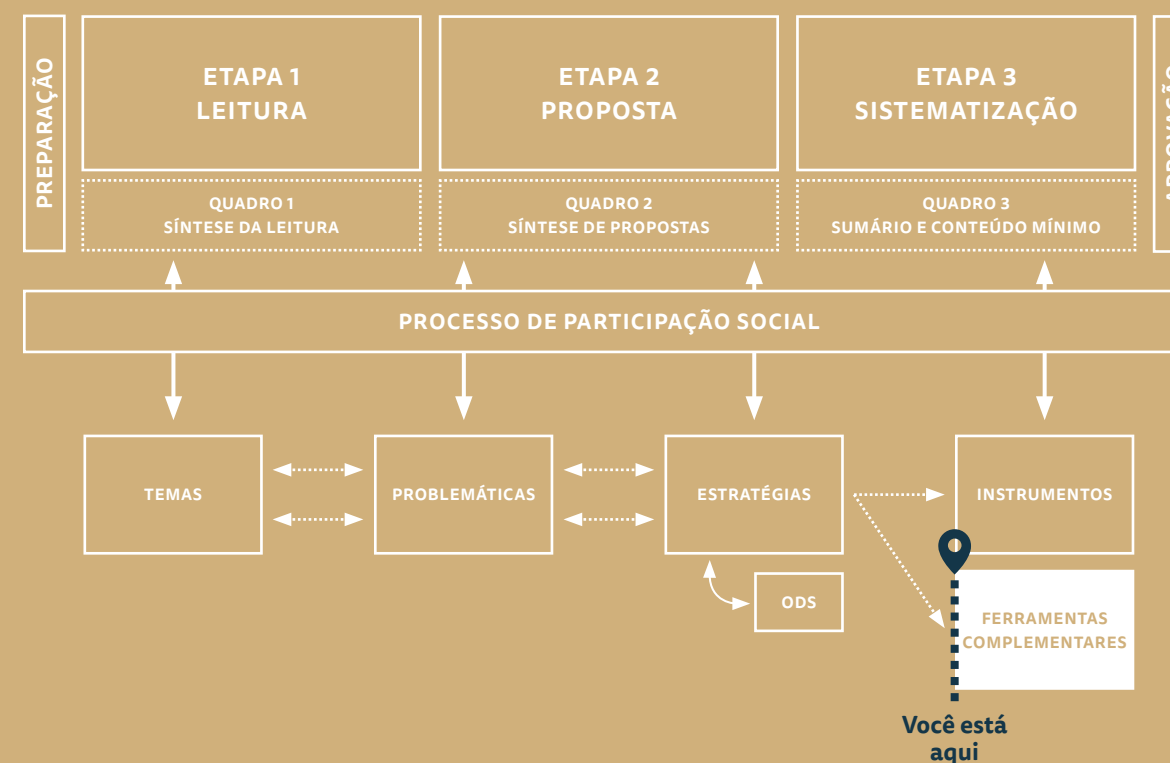 PREPARAÇÃO
ETAPA 1
LEITURA
ETAPA 2
PROPOSTA
ETAPA 3
SISTEMATIZAÇÃO
QUADRO 1
SÍNTESE DA LEITURA
QUADRO 2
SÍNTESE DE PROPOSTAS
QUADRO 3
SUMÁRIO E CONTEÚDO MÍNIMO
PROCESSO DE PARTICIPAÇÃO SOCIAL
TEMAS
PROBLEMÁTICAS
ESTRATÉGIAS
INSTRUMENTOS
ODS
FERRAMENTAS
COMPLEMENTARES
Você está
aqui